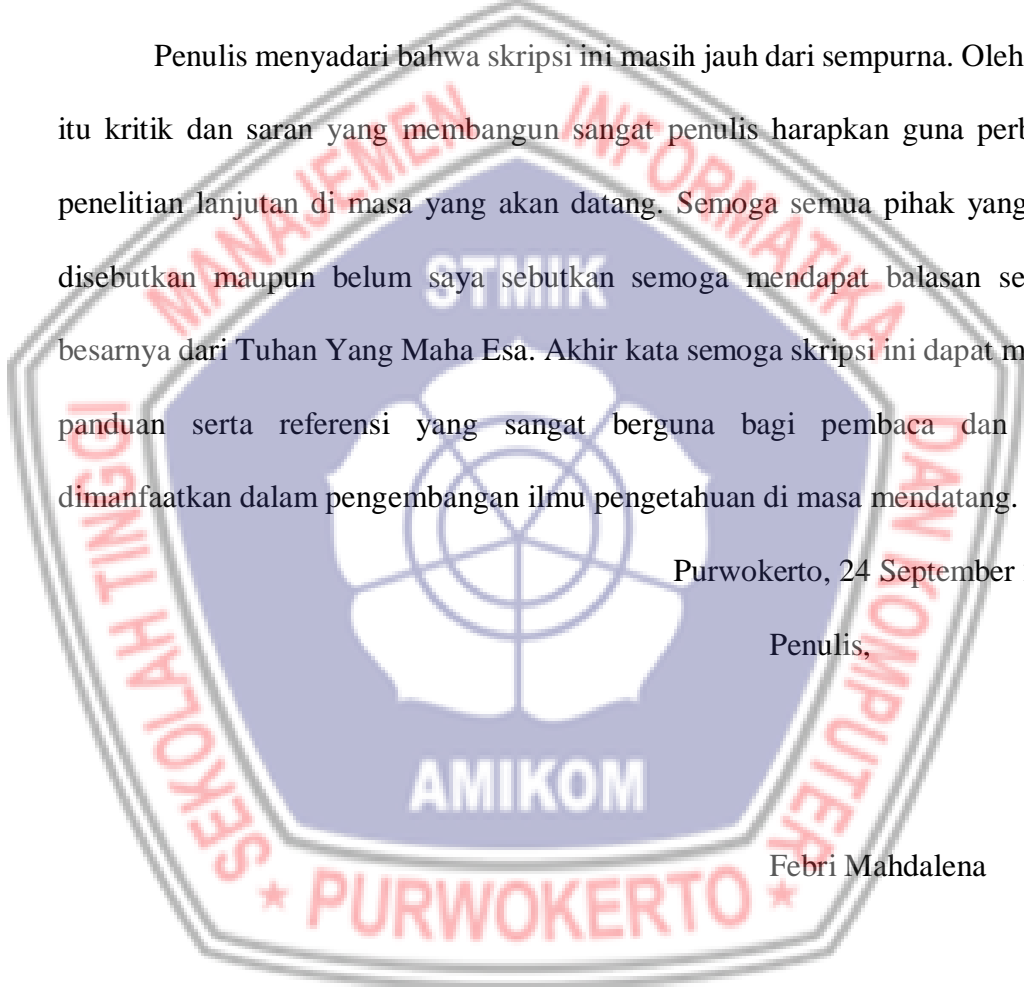 Penulis menyadari bahwa skripsi ini masih jauh dari sempurna. Oleh
itu kritik dan saran yang membangun sangat penulis harapkan guna perb
penelitian lanjutan di masa yang akan datang. Semoga semua pihak yang
disebutkan maupun belum saya sebutkan semoga mendapat balasan se
besarnya dari Tuhan Yang Maha Esa. Akhir kata semoga skripsi ini dapat m
panduan serta referensi yang sangat berguna bagi pembaca dan
dimanfaatkan dalam pengembangan ilmu pengetahuan di masa mendatang.
Purwokerto, 24 September
Penulis,
Febri Mahdalena
SEKOLAH TINGGI MANAJEMEN INFORMATIKA DAN KOMPUTER
STMIK
AMIKOM
* PURWOKERTO *